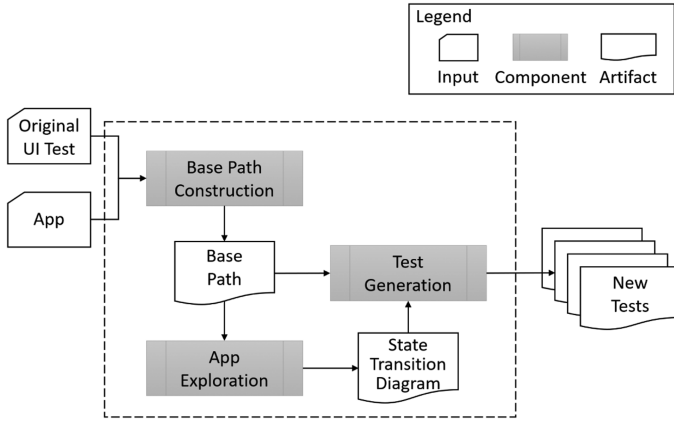 Legend
Input
Component
Artifact
Original
UI Test
App
Base Path
Construction
Base
Path
Test
Generation
New
Tests
App
Exploration
State
Transition
Diagram